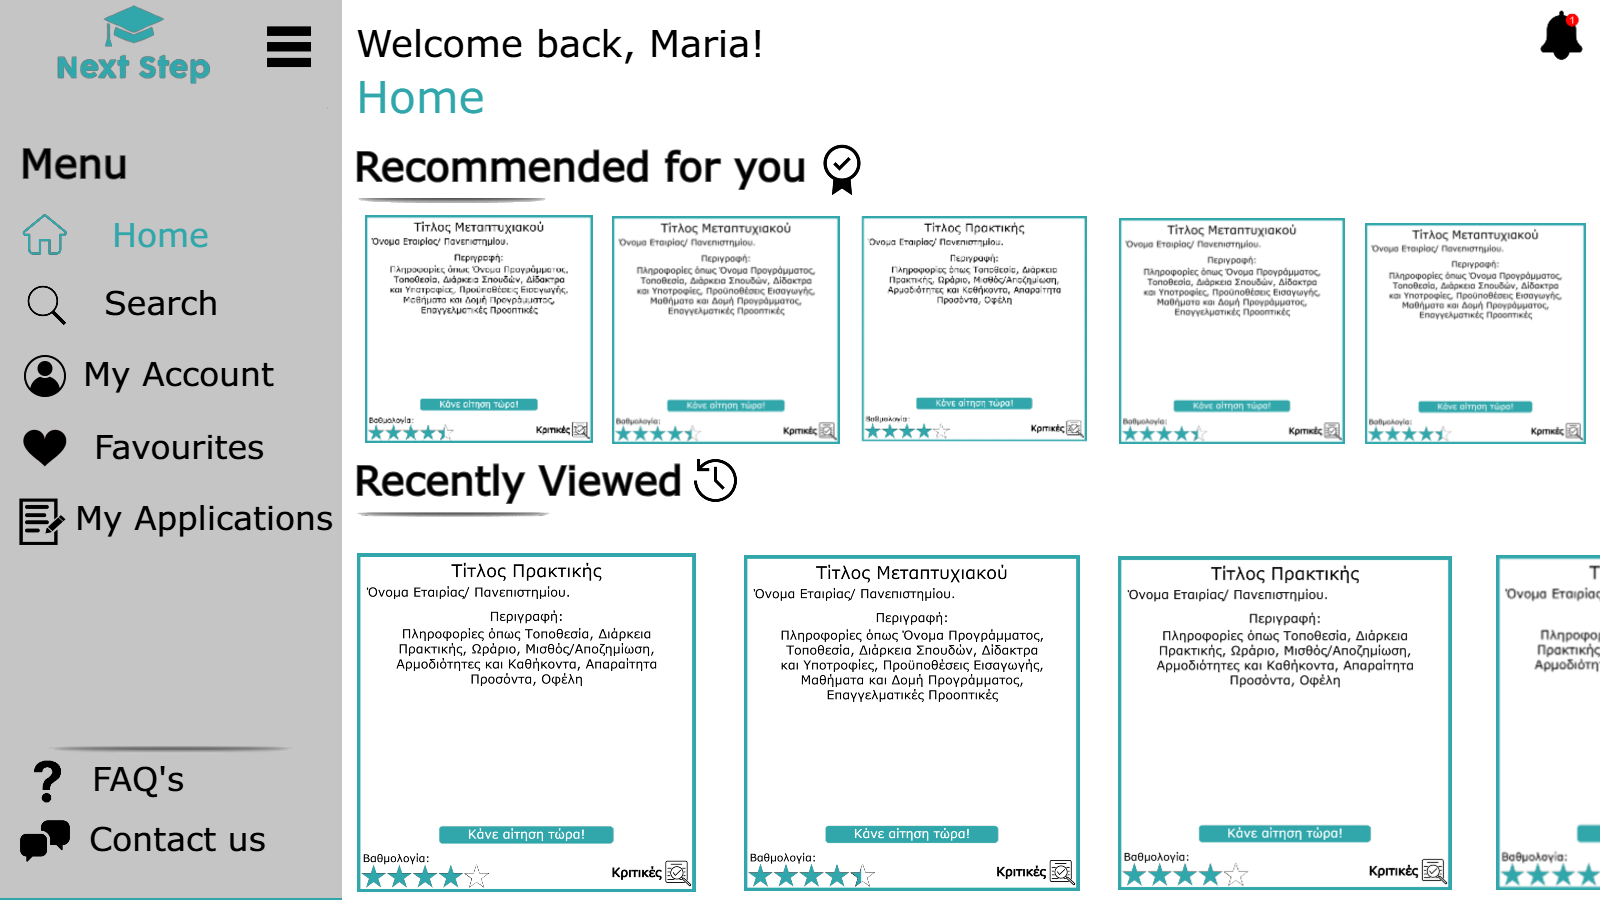 Next Step
Menu
Home
Search
My Account
Favourites
My Applications
FAQ's
Contact us
Welcome back, Maria!
1
Home
Recommended for you
Τίτλος Μεταπτυχιακού
Όνομα Εταιρίας/ Πανεπιστημίου.
Περιγραφή:
Πληροφορίες όπως Όνομα Προγράμματος,
Τοποθεσία, Διάρκεια Σπουδών, Δίδακτρα
και Υποτροφίες, Προϋποθέσεις Εισαγωγής,
Μαθήματα και Δομή Προγράμματος,
Επαγγελματικές Προοπτικές
Κάνε αίτηση τώρα!
Βαθμολογία:
Κριτικές
Τίτλος Μεταπτυχιακού
Όνομα Εταιρίας/ Πανεπιστημίου.
Περιγραφή:
Πληροφορίες όπως Όνομα Προγράμματος,
Τοποθεσία, Διάρκεια Σπουδών, Δίδακτρα
και Υποτροφίες, Προϋποθέσεις Εισαγωγής,
Μαθήματα και Δομή Προγράμματος,
Επαγγελματικές Προοπτικές
Κάνε αίτηση τώρα!
Βαθμολογία:
Κριτικές
Τίτλος Πρακτικής
Όνομα Εταιρίας/ Πανεπιστημίου.
Περιγραφή:
Πληροφορίες όπως Τοποθεσία, Διάρκεια
Πρακτικής, Ωράριο, Μισθός/Αποζημίωση,
Αρμοδιότητες και Καθήκοντα, Απαραίτητα
Προσόντα, Οφέλη
Κάνε αίτηση τώρα!
Βαθμολογία:
Κριτικές
Τίτλος Μεταπτυχιακού
Όνομα Εταιρίας/ Πανεπιστημίου.
Περιγραφή:
Πληροφορίες όπως Όνομα Προγράμματος,
Τοποθεσία, Διάρκεια Σπουδών, Δίδακτρα
και Υποτροφίες, Προϋποθέσεις Εισαγωγής,
Μαθήματα και Δομή Προγράμματος,
Επαγγελματικές Προοπτικές
Κάνε αίτηση τώρα!
Βαθμολογία:
Κριτικές
Τίτλος Μεταπτυχιακού
Όνομα Εταιρίας/ Πανεπιστημίου.
Περιγραφή:
Πληροφορίες όπως Όνομα Προγράμματος,
Τοποθεσία, Διάρκεια Σπουδών, Δίδακτρα
και Υποτροφίες, Προϋποθέσεις Εισαγωγής,
Μαθήματα και Δομή Προγράμματος,
Επαγγελματικές Προοπτικές
Κάνε αίτηση τώρα!
Βαθμολογία:
Κριτικές
Recently Viewed
Τίτλος Πρακτικής
Όνομα Εταιρίας/ Πανεπιστημίου.
Περιγραφή:
Πληροφορίες όπως Τοποθεσία, Διάρκεια
Πρακτικής, Ωράριο, Μισθός/Αποζημίωση,
Αρμοδιότητες και Καθήκοντα, Απαραίτητα
Προσόντα, Οφέλη
Κάνε αίτηση τώρα!
Βαθμολογία:
Κριτικές
Τίτλος Μεταπτυχιακού
Όνομα Εταιρίας/ Πανεπιστημίου.
Περιγραφή:
Πληροφορίες όπως Όνομα Προγράμματος,
Τοποθεσία, Διάρκεια Σπουδών, Δίδακτρα
και Υποτροφίες, Προϋποθέσεις Εισαγωγής,
Μαθήματα και Δομή Προγράμματος,
Επαγγελματικές Προοπτικές
Κάνε αίτηση τώρα!
Βαθμολογία:
Κριτικές
Τίτλος Πρακτικής
Όνομα Εταιρίας/ Πανεπιστημίου.
Περιγραφή:
Πληροφορίες όπως Τοποθεσία, Διάρκεια
Πρακτικής, Ωράριο, Μισθός/Αποζημίωση,
Αρμοδιότητες και Καθήκοντα, Απαραίτητα
Προσόντα, Οφέλη
Κάνε αίτηση τώρα!
Βαθμολογία:
Κριτικές
Όνομα
Βαθμολογία: